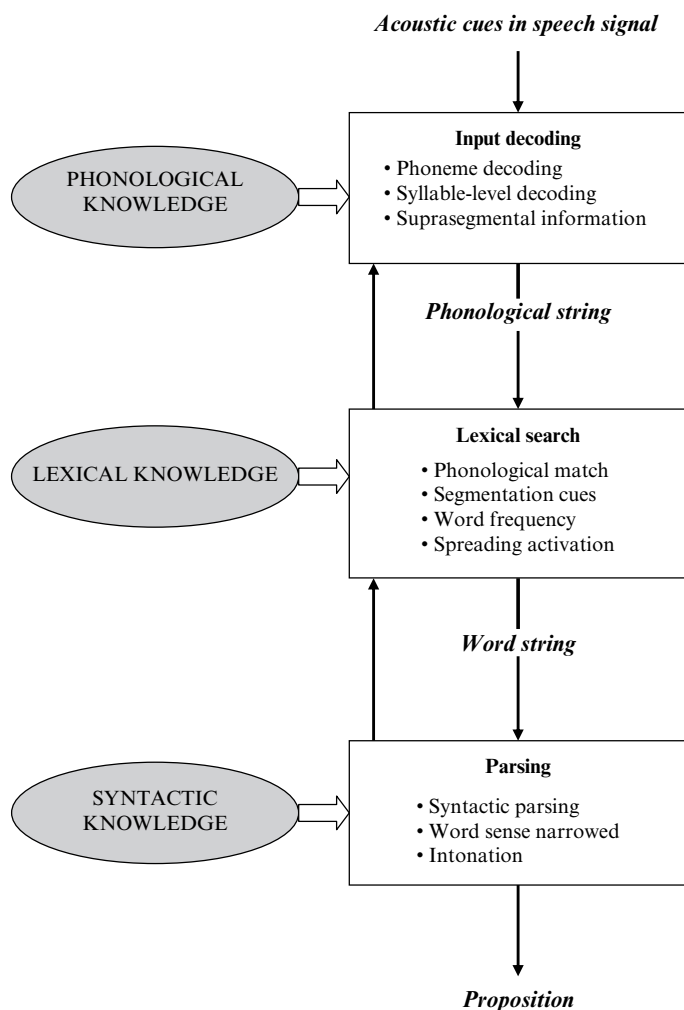 Acoustic cues in speech signal
Input decoding
• Phoneme decoding
• Syllable-level decoding
• Suprasegmental information
PHONOLOGICAL
KNOWLEDGE
Phonological string
Lexical search
• Phonological match
• Segmentation cues
• Word frequency
• Spreading activation
LEXICAL KNOWLEDGE
Word string
Parsing
• Syntactic parsing
• Word sense narrowed
• Intonation
SYNTACTIC
KNOWLEDGE
Proposition